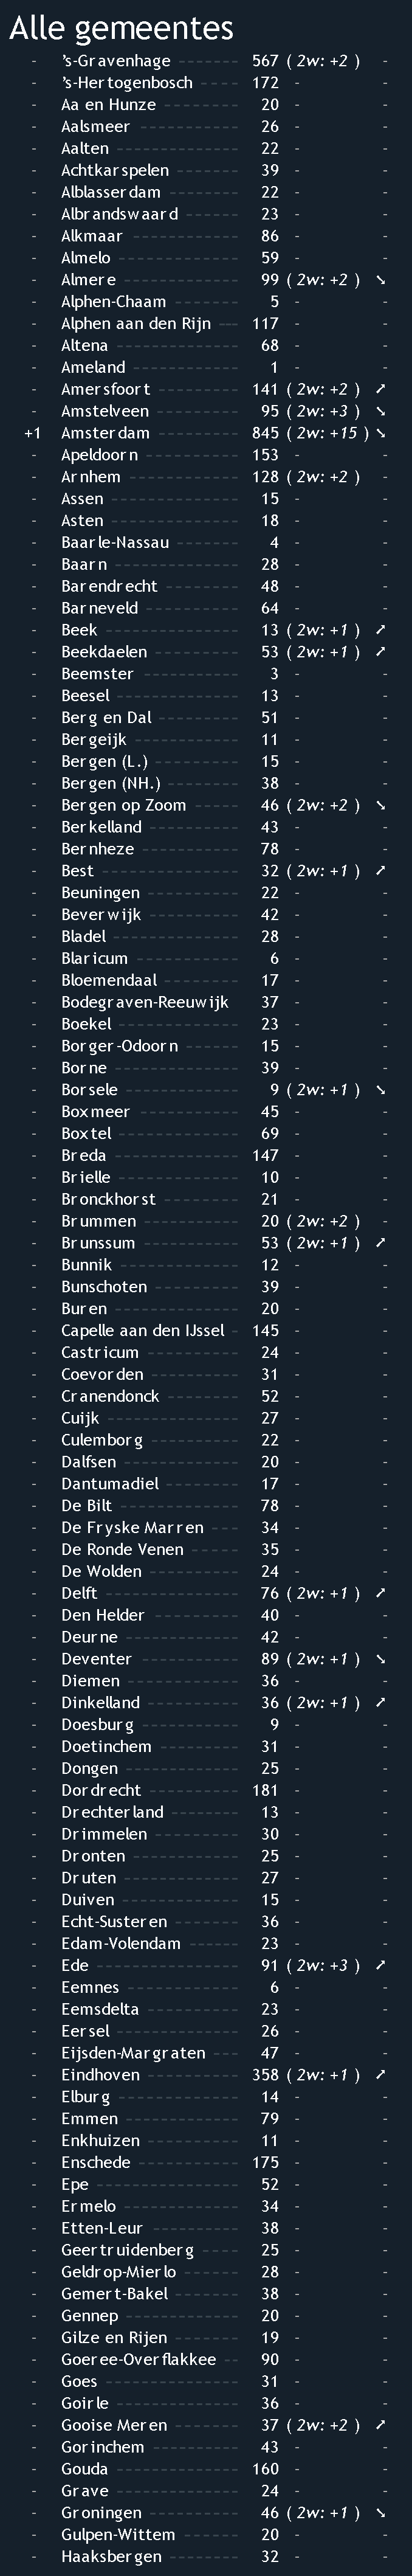 Alle gemeentes
- 's-Gravenhage 567 ( 2w: +2 ) -
- 's-Hertogenbosch ------ 172 - -
- Aa en Hunze ---------- 20 - -
- Aalsmeer ------------- 26 - -
- Aalten --------------- 22 - -
- Achtkarspelen -------- 39 - -
- Alblasserdam --------- 22 - -
- Albrandswaard ------- 23 - -
- Alkmaar -------------- 86 - -
- Almelo --------------- 59 - -
- Almere --------------- 99 ( 2w: +2 ) ↘
- Alphen-Chaam -------- 5 - -
- Alphen aan den Rijn --- 117 - -
- Altena --------------- 68 - -
- Ameland ------------- 1 - -
- Amersfoort ---------- 141 ( 2w: +2 ) ↗
- Amstelveen ---------- 95 ( 2w: +3 ) ↘
+1 Amsterdam ---------- 845 ( 2w: +15 ) ↘
- Apeldoorn ----------- 153 - -
- Arnhem ------------- 128 ( 2w: +2 ) -
- Assen --------------- 15 - -
- Asten ---------------- 18 - -
- Baarle-Nassau -------- 4 - -
- Baarn --------------- 28 - -
- Barendrecht --------- 48 - -
- Barneveld ----------- 64 - -
- Beek ---------------- 13 ( 2w: +1 ) ↗
- Beekdaelen ---------- 53 ( 2w: +1 ) ↗
- Beemster ------------ 3 - -
- Beesel --------------- 13 - -
- Berg en Dal ---------- 51 - -
- Bergeijk ------------- 11 - -
- Bergen (L.) ---------- 15 - -
- Bergen (NH.) --------- 38 - -
- Bergen op Zoom ------ 46 ( 2w: +2 ) ↘
- Berkelland ----------- 43 - -
- Bernheze ------------ 78 - -
- Best ----------------- 32 ( 2w: +1 ) ↗
- Beuningen ----------- 22 - -
- Beverwijk ----------- 42 - -
- Bladel --------------- 28 - -
- Blaricum ------------- 6 - -
- Bloemendaal --------- 17 - -
- Bodegraven-Reeuwijk 37 - -
- Boekel --------------- 23 - -
- Borger-Odoorn ------- 15 - -
- Borne --------------- 39 - -
- Borsele -------------- 9 ( 2w: +1 ) ↘
- Boxmeer ------------ 45 - -
- Boxtel --------------- 69 - -
- Breda --------------- 147 - -
- Brielle --------------- 10 - -
- Bronckhorst --------- 21 - -
- Brummen ------------ 20 ( 2w: +2 ) -
- Brunssum ----------- 53 ( 2w: +1 ) ↗
- Bunnik -------------- 12 - -
- Bunschoten ---------- 39 - -
- Buren --------------- 20 - -
- Capelle aan den IJssel - 145 - -
- Castricum ----------- 24 - -
- Coevorden ---------- 31 - -
- Cranendonck -------- 52 - -
- Cuijk ---------------- 27 - -
- Culemborg ---------- 22 - -
- Dalfsen -------------- 20 - -
- Dantumadiel -------- 17 - -
- De Bilt -------------- 78 - -
- De Fryske Marren ---- 34 - -
- De Ronde Venen ----- 35 - -
- De Wolden ---------- 24 - -
- Delft ---------------- 76 ( 2w: +1 ) ↗
- Den Helder ---------- 40 - -
- Deurne ------------- 42 - -
- Deventer ----------- 89 ( 2w: +1 ) ↘
- Diemen ------------- 36 - -
- Dinkelland ---------- 36 ( 2w: +1 ) ↗
- Doesburg ----------- 9 - -
- Doetinchem --------- 31 - -
- Dongen ------------- 25 - -
- Dordrecht ---------- 181 - -
- Drechterland -------- 13 - -
- Drimmelen ---------- 30 - -
- Dronten ------------ 25 - -
- Druten -------------- 27 - -
- Duiven -------------- 15 - -
- Echt-Susteren ------- 36 - -
- Edam-Volendam ----- 23 - -
- Ede ----------------- 91 ( 2w: +3 ) ↗
- Eemnes ------------- 6 - -
- Eemsdelta ---------- 23 - -
- Eersel --------------- 26 - -
- Eijsden-Margraten ---- 47 - -
- Eindhoven ---------- 358 ( 2w: +1 ) ↗
- Elburg -------------- 14 - -
- Emmen ------------- 79 - -
- Enkhuizen ----------- 11 - -
- Enschede ----------- 175 - -
- Epe ----------------- 52 - -
- Ermelo ------------- 34 - -
- Etten-Leur ---------- 38 - -
- Geertruidenberg ----- 25 - -
- Geldrop-Mierlo ------ 28 - -
- Gemert-Bakel ------- 38 - -
- Gennep ------------- 20 - -
- Gilze en Rijen ------- 19 - -
- Goeree-Overflakkee -- 90 - -
- Goes ---------------- 31 - -
- Goirle --------------- 36 - -
- Gooise Meren ------- 37 ( 2w: +2 ) ↗
- Gorinchem ---------- 43 - -
- Gouda -------------- 160 - -
- Grave --------------- 24 - -
- Groningen ---------- 46 ( 2w: +1 ) ↘
- Gulpen-Wittem ------ 20 - -
- Haaksbergen -------- 32 - -